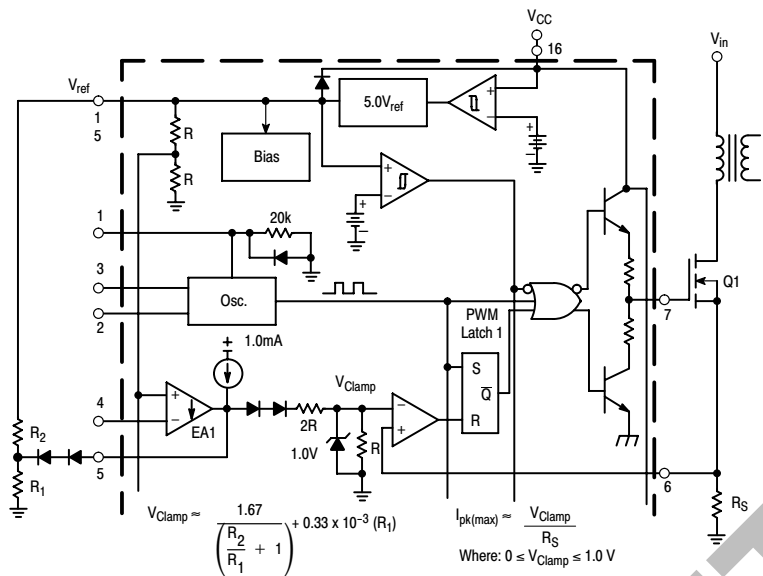 V_CC
16
V_in
V_ref
1
5
R
R
Bias
5.0V_ref
+
−
+
−
+
−
+
−
1
20k
3
2
Osc.
7
Q1
PWM
Latch 1
S
Q̅
R
+
1.0mA
4
+
−
EA1
V_Clamp
2R
1.0V
R
−
+
R_2
R_1
5
6
R_S
V_Clamp ≈ 1.67 / (R_2/R_1 + 1) + 0.33 x 10^−3 (R_1)
I_pk(max) ≈ V_Clamp / R_S
Where: 0 ≤ V_Clamp ≤ 1.0 V